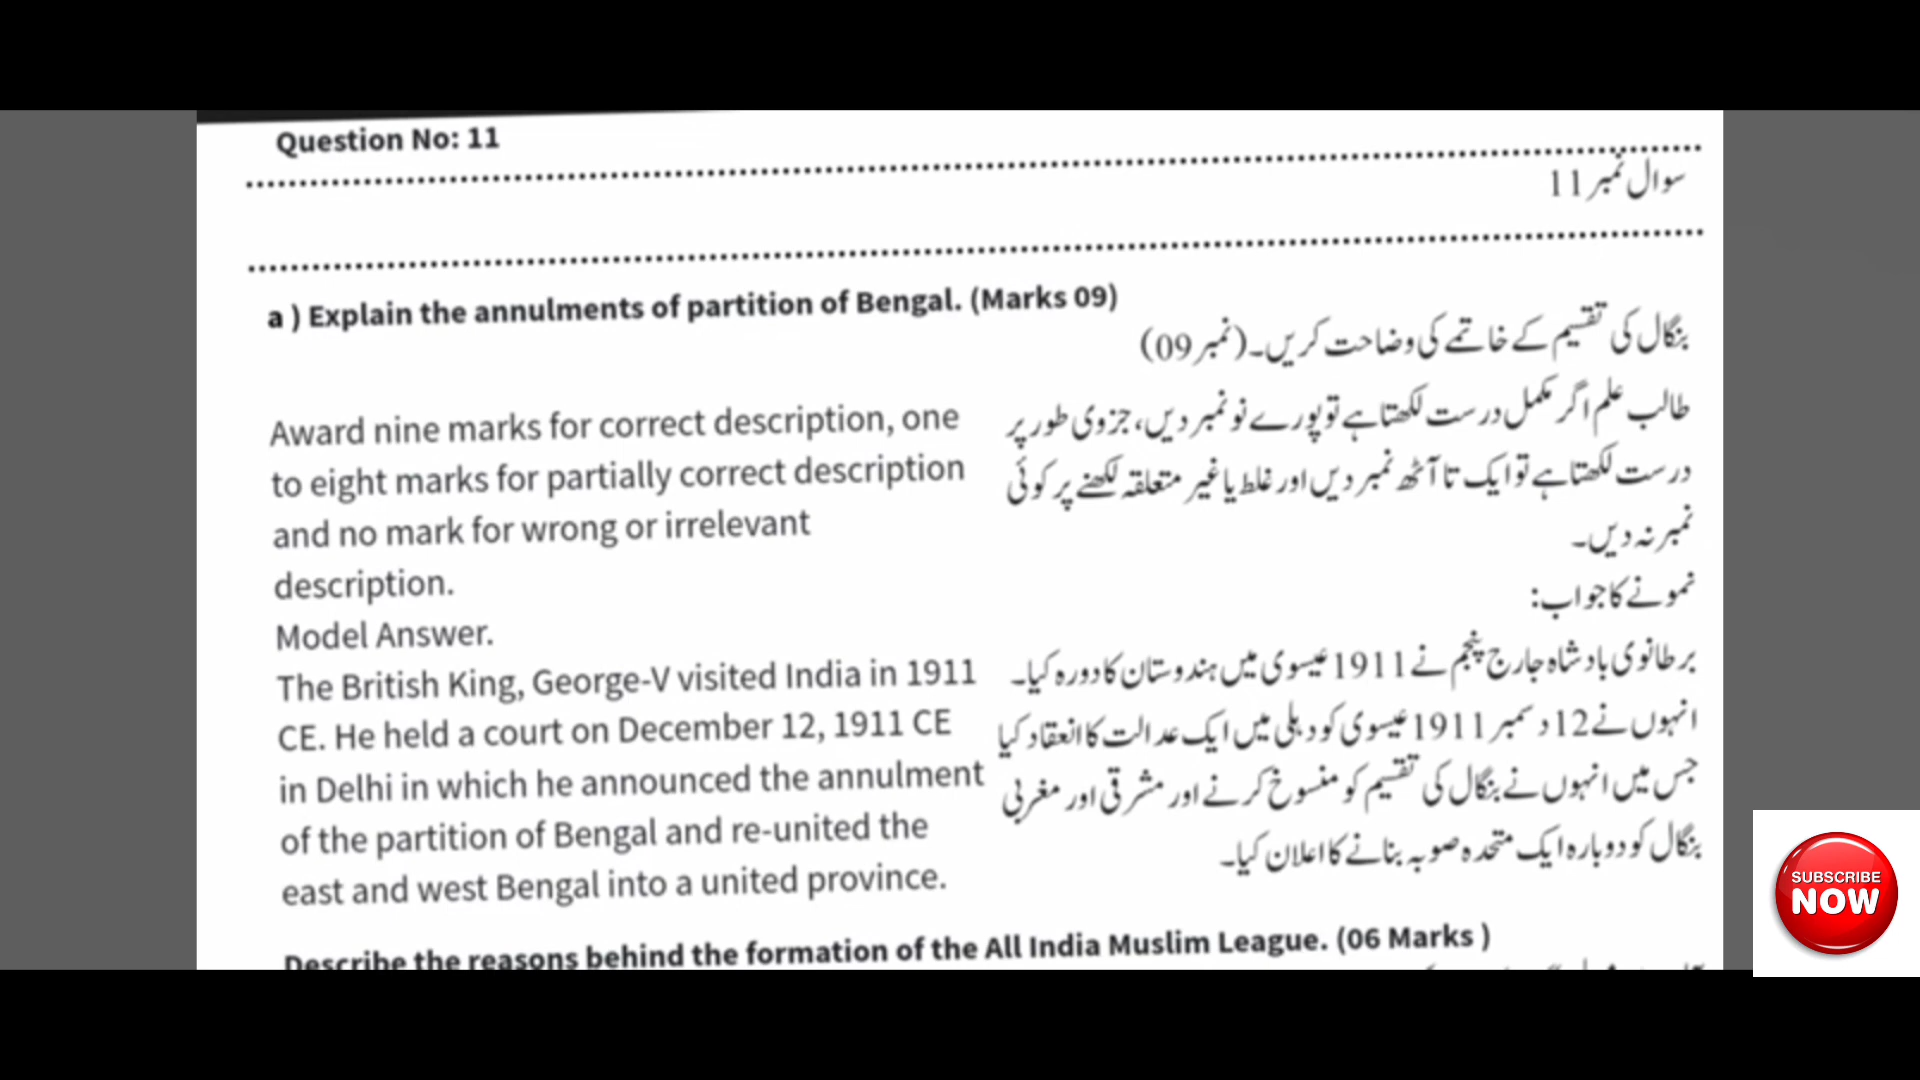 Question No: 11
سوال نمبر 11
a ) Explain the annulments of partition of Bengal. (Marks 09)
بنگال کی تقسیم کے خاتمے کی وضاحت کریں۔ (نمبر 09)
Award nine marks for correct description, one
to eight marks for partially correct description
and no mark for wrong or irrelevant
description.
Model Answer.
The British King, George-V visited India in 1911
CE. He held a court on December 12, 1911 CE
in Delhi in which he announced the annulment
of the partition of Bengal and re-united the
east and west Bengal into a united province.
طالب علم اگر مکمل درست لکھتا ہے تو پورے نو نمبر دیں، جزوی طور پر
درست لکھتا ہے تو ایک تا آٹھ نمبر دیں اور غلط یا غیر متعلقہ لکھنے پر کوئی
نمبر نہ دیں۔
نمونے کا جواب:
برطانوی بادشاہ جارج پنجم نے 1911 عیسوی میں ہندوستان کا دورہ کیا۔
انہوں نے 12 دسمبر 1911 عیسوی کو دہلی میں ایک عدالت کا انعقاد کیا
جس میں انہوں نے بنگال کی تقسیم کو منسوخ کرنے اور مشرقی اور مغربی
بنگال کو دوبارہ ایک متحدہ صوبہ بنانے کا اعلان کیا۔
Describe the reasons behind the formation of the All India Muslim League. (06 Marks )
SUBSCRIBE
NOW